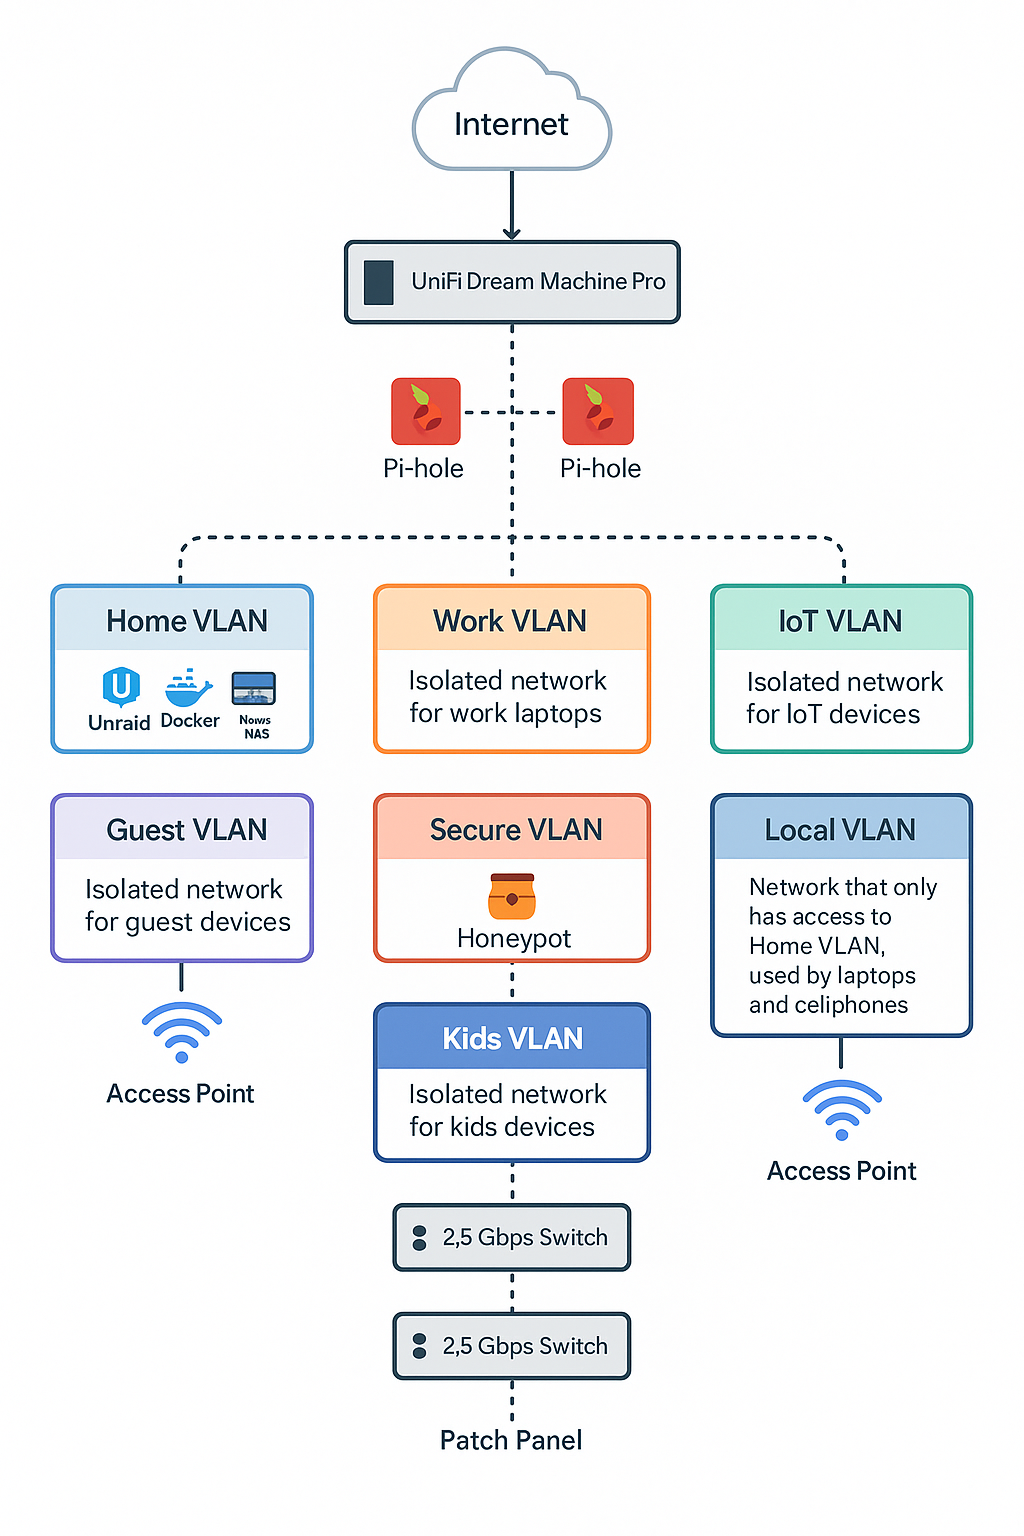 Internet
UniFi Dream Machine Pro
Pi-hole
Pi-hole
Home VLAN
Unraid
Docker
Nows
NAS
Work VLAN
Isolated network
for work laptops
IoT VLAN
Isolated network
for IoT devices
Guest VLAN
Isolated network
for guest devices
Access Point
Secure VLAN
Honeypot
Local VLAN
Network that only
has access to
Home VLAN,
used by laptops
and celiphones
Access Point
Kids VLAN
Isolated network
for kids devices
2,5 Gbps Switch
2,5 Gbps Switch
Patch Panel